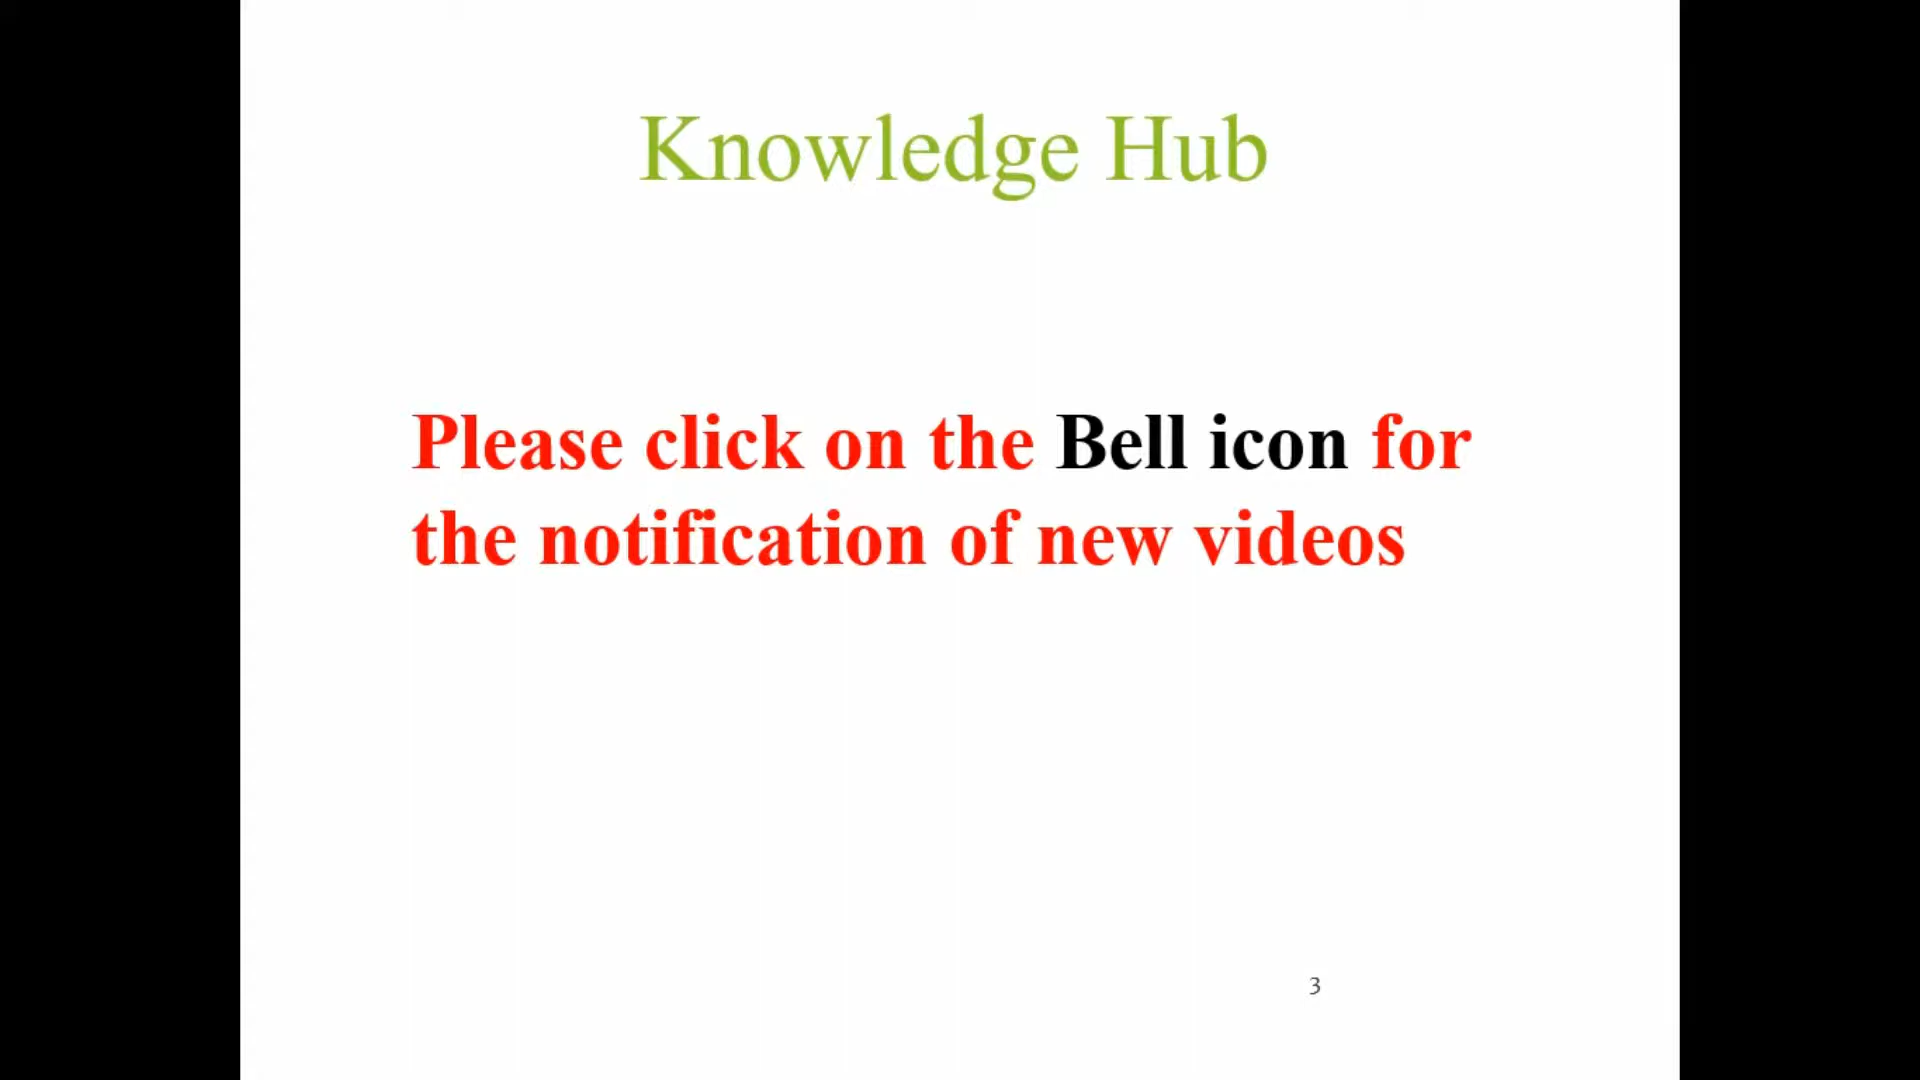 Knowledge Hub
Please click on the Bell icon for
the notification of new videos
3